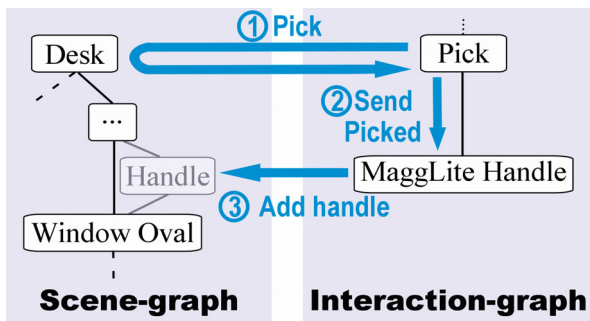 ① Pick
Desk
Pick
② Send
Picked
...
Handle
MaggLite Handle
③ Add handle
Window Oval
Scene-graph
Interaction-graph